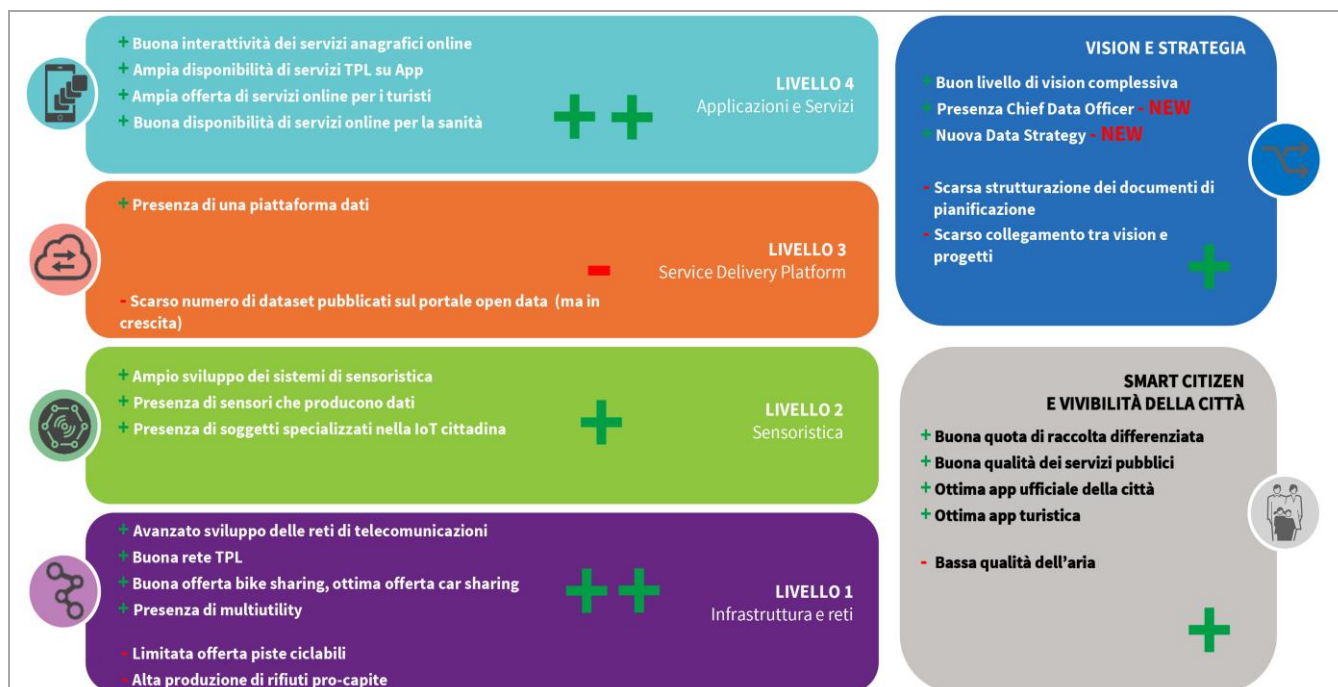 + Buona interattività dei servizi anagrafici online
+ Ampia disponibilità di servizi TPL su App
+ Ampia offerta di servizi online per i turisti
+ Buona disponibilità di servizi online per la sanità
++
LIVELLO 4
Applicazioni e Servizi
+ Presenza di una piattaforma dati
-
LIVELLO 3
Service Delivery Platform
- Scarso numero di dataset pubblicati sul portale open data (ma in
crescita)
+ Ampio sviluppo dei sistemi di sensoristica
+ Presenza di sensori che producono dati
+ Presenza di soggetti specializzati nella IoT cittadina
+
LIVELLO 2
Sensoristica
+ Avanzato sviluppo delle reti di telecomunicazioni
+ Buona rete TPL
+ Buona offerta bike sharing, ottima offerta car sharing
+ Presenza di multiutility
++
LIVELLO 1
Infrastruttura e reti
- Limitata offerta piste ciclabili
- Alta produzione di rifiuti pro-capite
VISION E STRATEGIA
+ Buon livello di vision complessiva
+ Presenza Chief Data Officer - NEW
+ Nuova Data Strategy - NEW
- Scarsa strutturazione dei documenti di
pianificazione
- Scarso collegamento tra vision e
progetti
+
SMART CITIZEN
E VIVIBILITÀ DELLA CITTÀ
+ Buona quota di raccolta differenziata
+ Buona qualità dei servizi pubblici
+ Ottima app ufficiale della città
+ Ottima app turistica
- Bassa qualità dell'aria
+